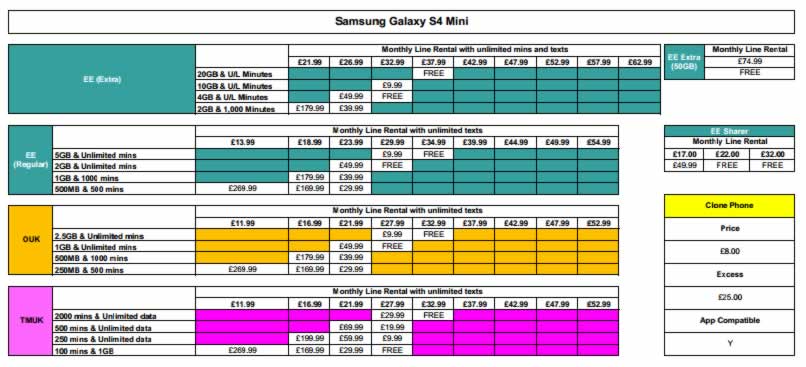 Samsung Galaxy S4 Mini
Monthly Line Rental with unlimited mins and texts
£21.99 £26.99 £32.99 £37.99 £42.99 £47.99 £52.99 £57.99 £62.99
EE (Extra)
20GB & U/L Minutes FREE
10GB & U/L Minutes £9.99
4GB & U/L Minutes £49.99 FREE
2GB & 1,000 Minutes £179.99 £39.99
EE Extra (50GB)
Monthly Line Rental
£74.99
FREE
Monthly Line Rental with unlimited texts
£13.99 £18.99 £23.99 £29.99 £34.99 £39.99 £44.99 £49.99 £54.99
EE (Regular)
5GB & Unlimited mins £9.99 FREE
2GB & Unlimited mins £49.99 FREE
1GB & 1000 mins £179.99 £39.99
500MB & 500 mins £269.99 £169.99 £29.99
EE Sharer
Monthly Line Rental
£17.00 £22.00 £32.00
£49.99 FREE FREE
Monthly Line Rental with unlimited texts
£11.99 £16.99 £21.99 £27.99 £32.99 £37.99 £42.99 £47.99 £52.99
OUK
2.5GB & Unlimited mins £9.99 FREE
1GB & Unlimited mins £49.99 FREE
500MB & 1000 mins £179.99 £39.99
250MB & 500 mins £269.99 £169.99 £29.99
Monthly Line Rental with unlimited texts
£11.99 £16.99 £21.99 £27.99 £32.99 £37.99 £42.99 £47.99 £52.99
TMUK
2000 mins & Unlimited data £29.99 FREE
500 mins & Unlimited data £69.99 £19.99
250 mins & Unlimited data £199.99 £59.99 £9.99
100 mins & 1GB £269.99 £169.99 £29.99 FREE
Clone Phone
Price
£8.00
Excess
£25.00
App Compatible
Y